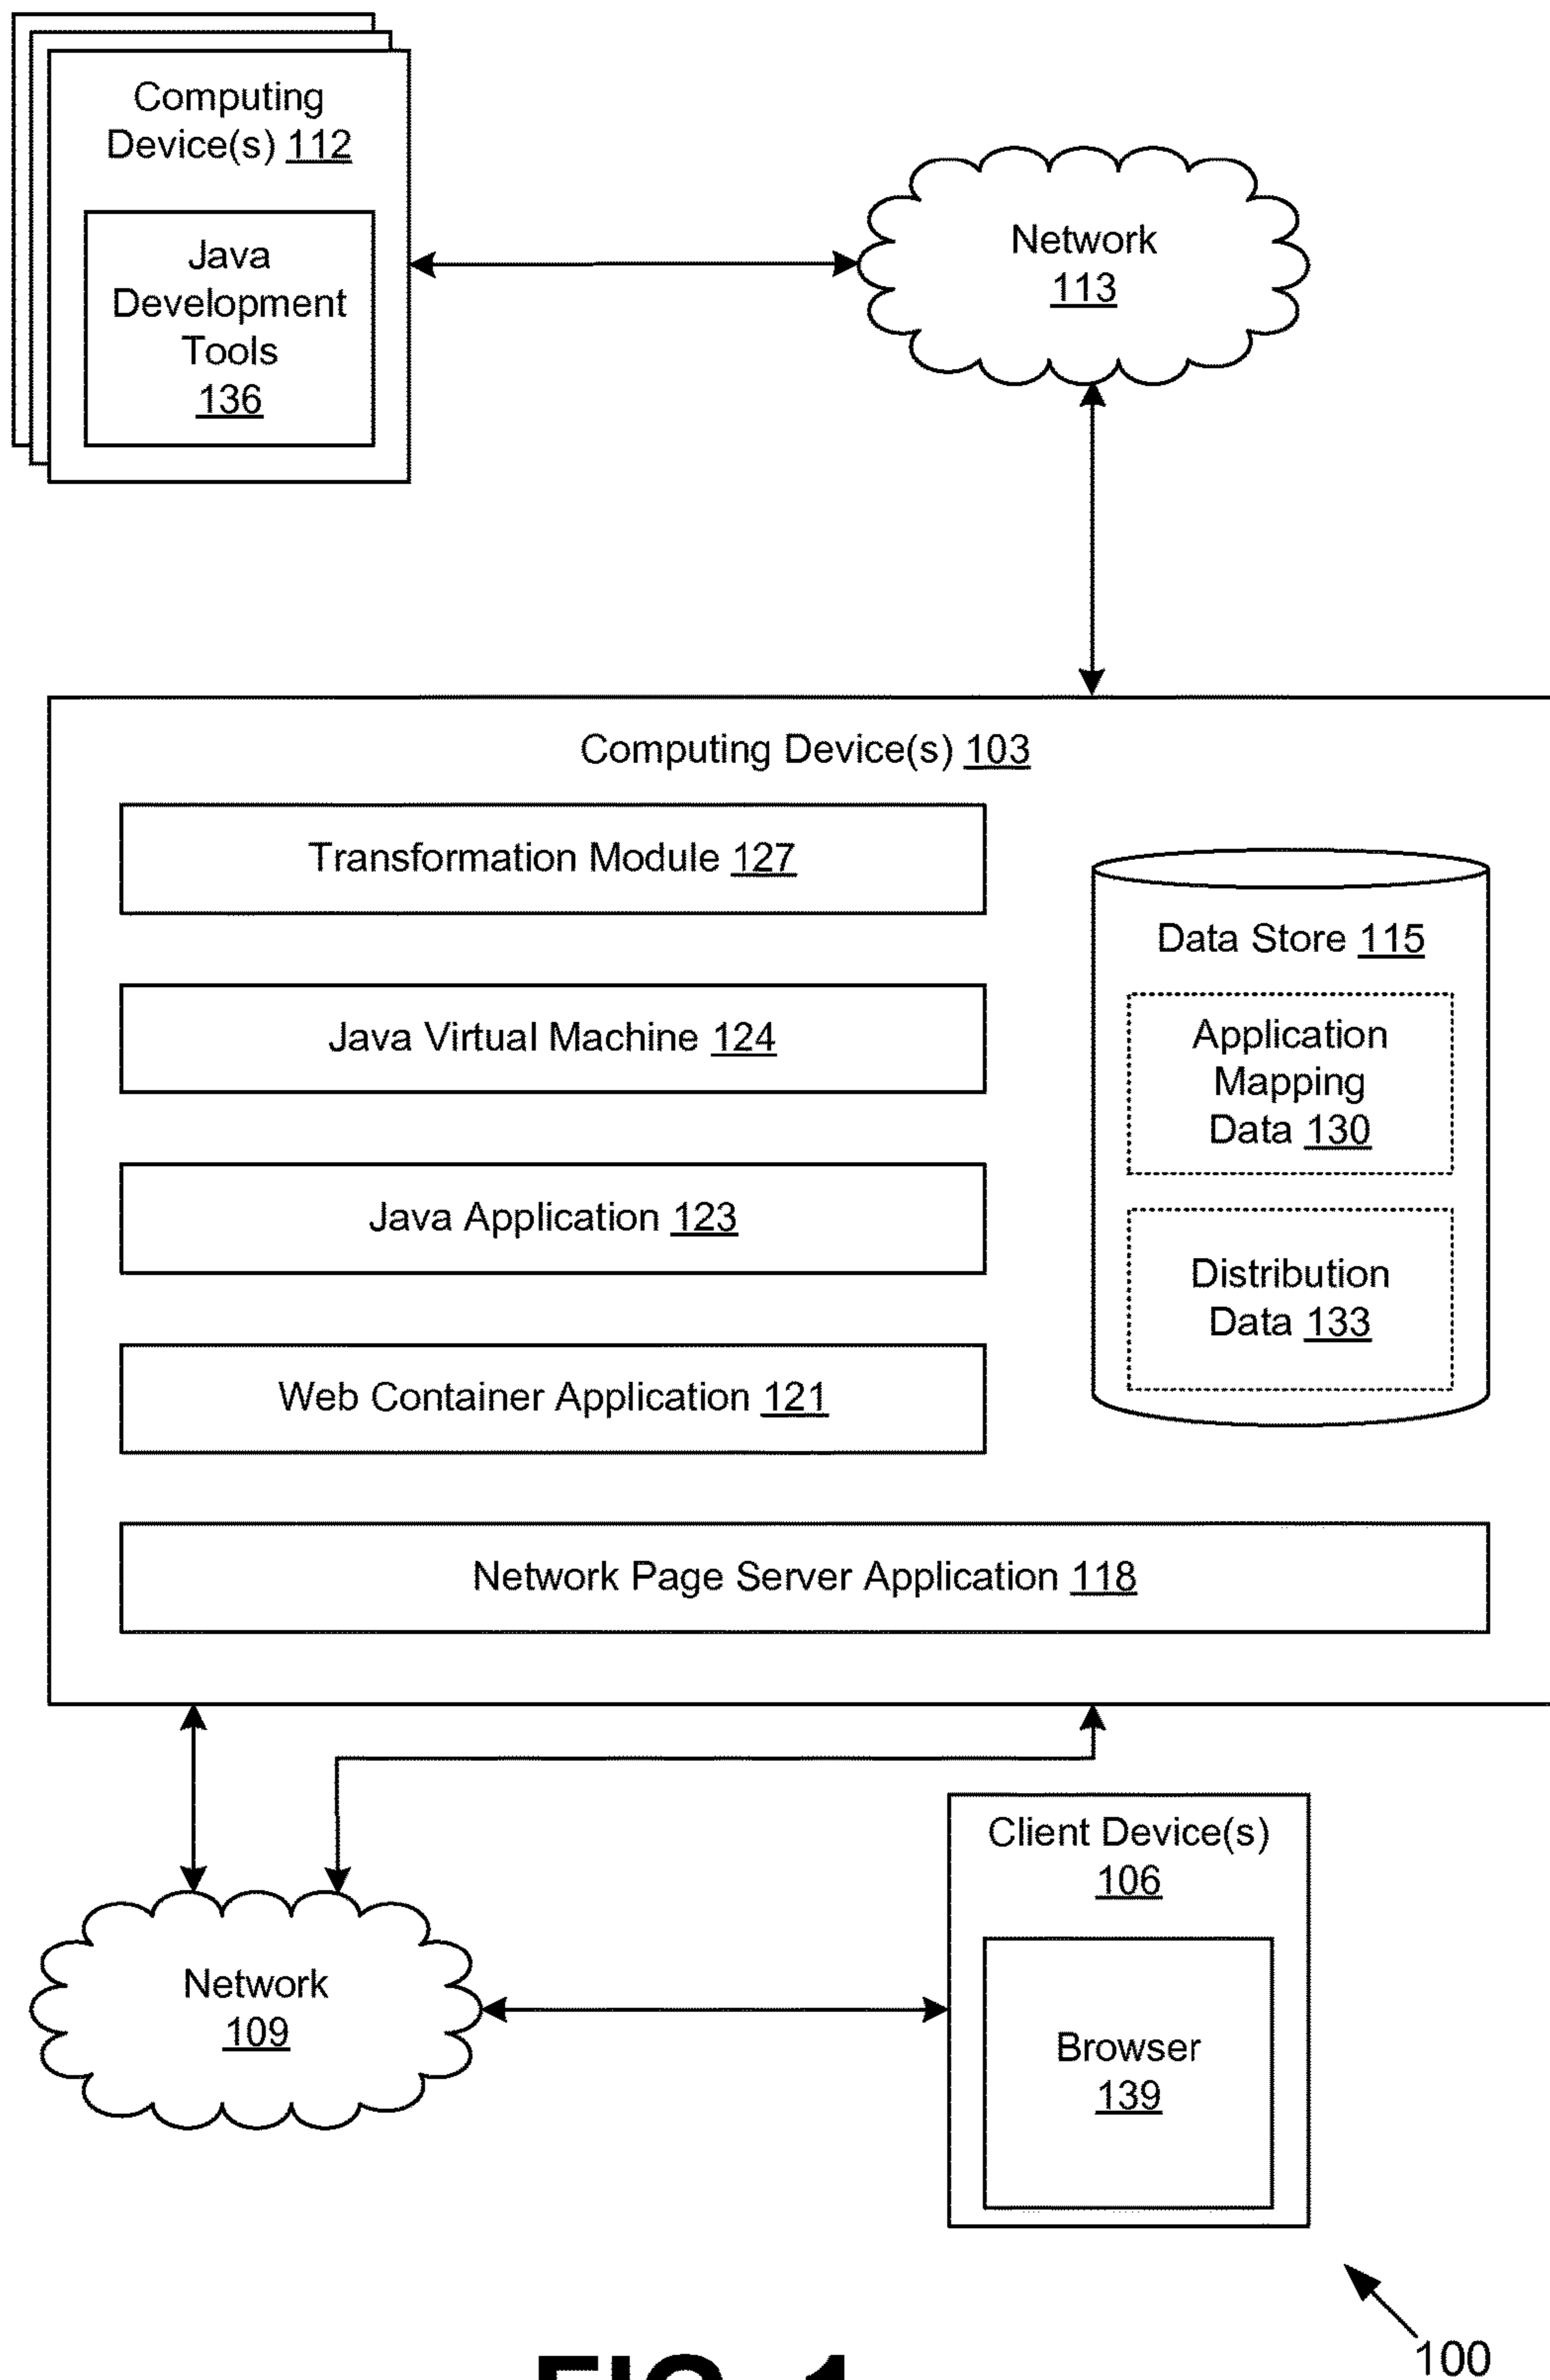 Computing
Device(s) 112
Java
Development
Tools
136
Network
113
Computing Device(s) 103
Transformation Module 127
Java Virtual Machine 124
Java Application 123
Web Container Application 121
Data Store 115
Application
Mapping
Data 130
Distribution
Data 133
Network Page Server Application 118
Client Device(s)
106
Browser
139
Network
109
100
FIG. 1